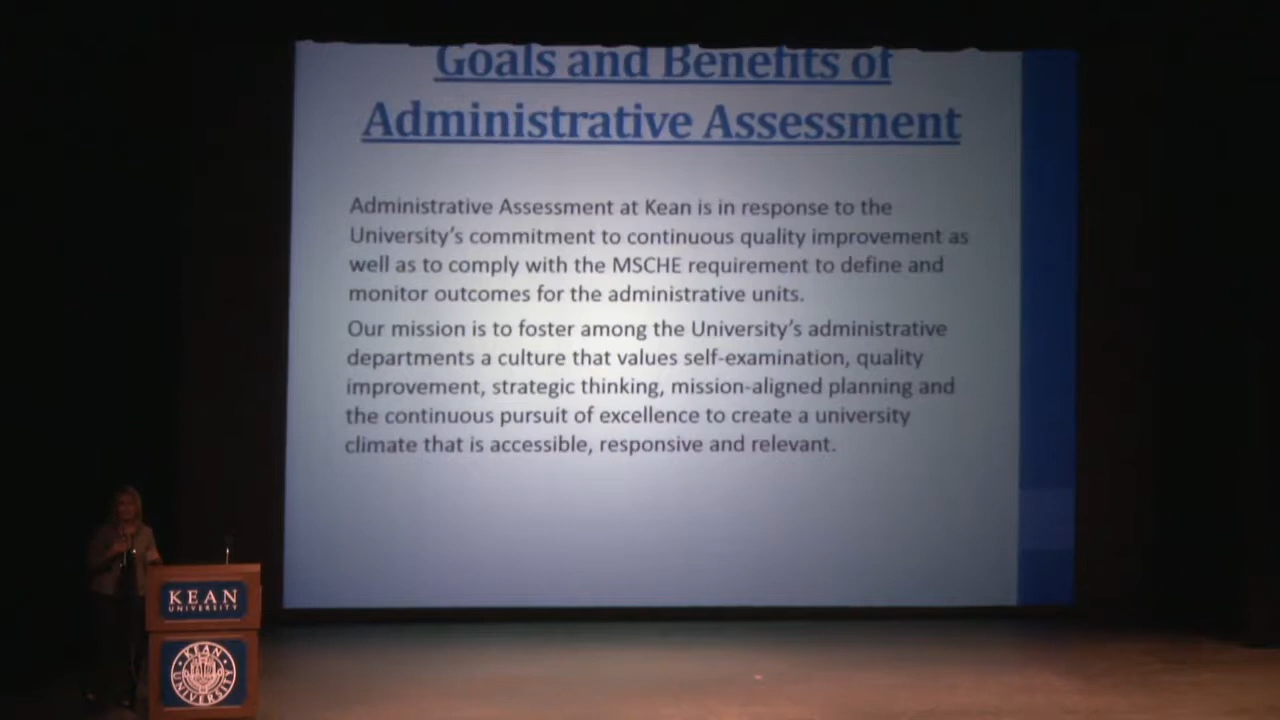 Goals and Benefits of
Administrative Assessment
Administrative Assessment at Kean is in response to the
University's commitment to continuous quality improvement as
well as to comply with the MSCHE requirement to define and
monitor outcomes for the administrative units.
Our mission is to foster among the University's administrative
departments a culture that values self-examination, quality
improvement, strategic thinking, mission-aligned planning and
the continuous pursuit of excellence to create a university
climate that is accessible, responsive and relevant.
KEAN
UNIVERSITY
KEAN
UNIVERSITY